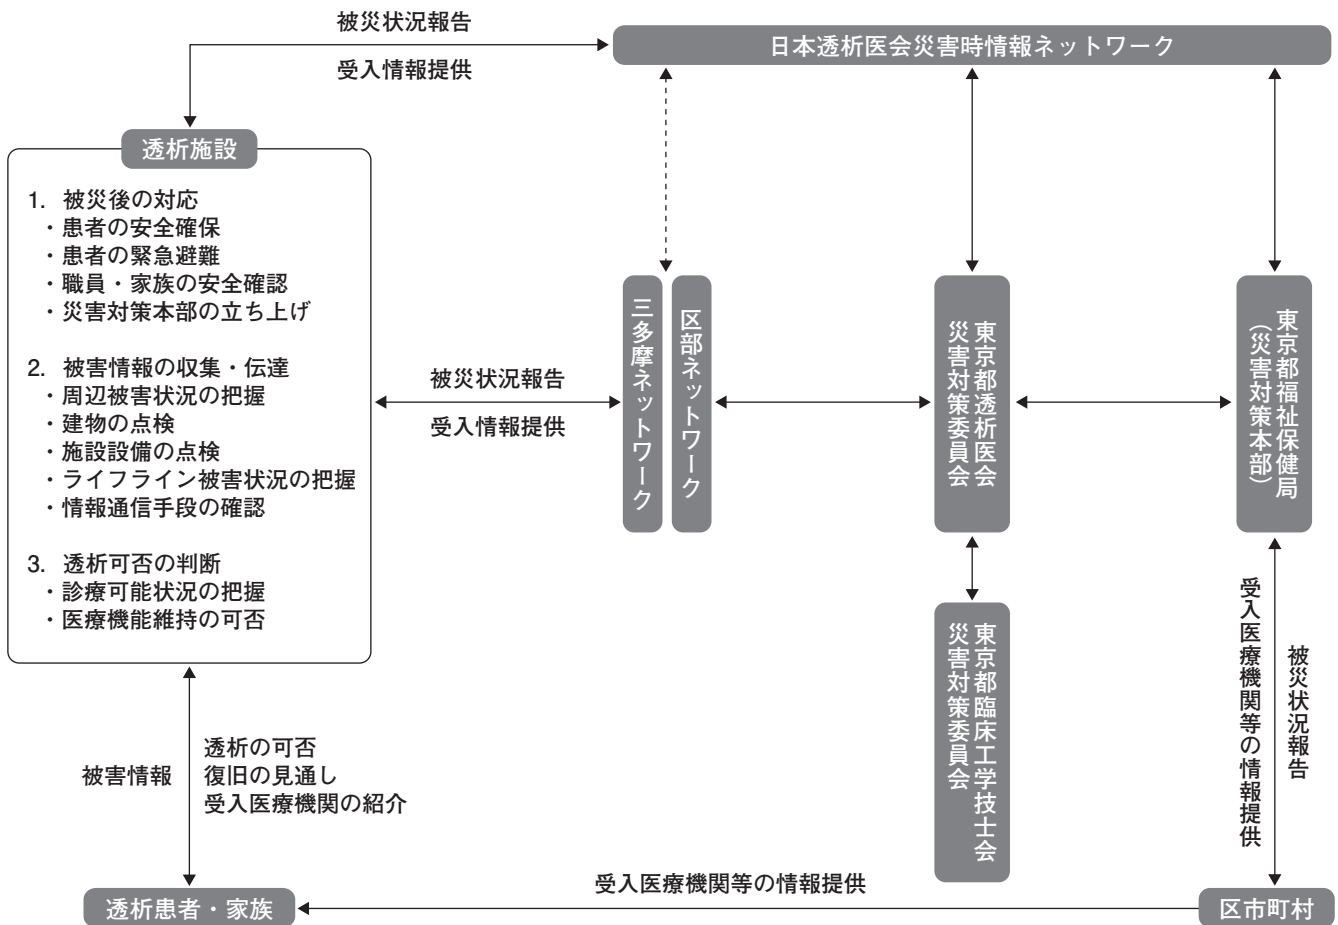 被災状況報告
受入情報提供
日本透析医会災害時情報ネットワーク
透析施設
1. 被災後の対応
・患者の安全確保
・患者の緊急避難
・職員・家族の安全確認
・災害対策本部の立ち上げ
2. 被害情報の収集・伝達
・周辺被害状況の把握
・建物の点検
・施設設備の点検
・ライフライン被害状況の把握
・情報通信手段の確認
3. 透析可否の判断
・診療可能状況の把握
・医療機能維持の可否
被災状況報告
受入情報提供
三多摩ネットワーク
区部ネットワーク
東京都透析医会
災害対策委員会
東京都福祉保健局
（災害対策本部）
東京都臨床工学技士会
災害対策委員会
被災状況報告
受入医療機関等の情報提供
被害情報
透析の可否
復旧の見通し
受入医療機関の紹介
受入医療機関等の情報提供
透析患者・家族
区市町村